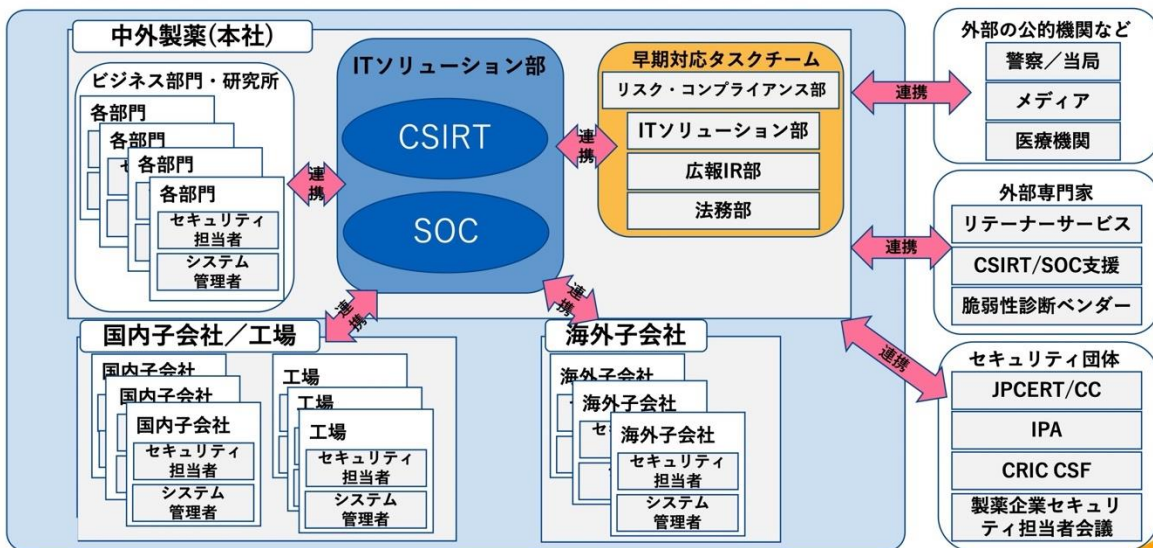 中外製薬(本社)
ビジネス部門・研究所
各部門
各部門
各部門
各部門
セキュリティ
担当者
システム
管理者
連携
ITソリューション部
CSIRT
SOC
連携
早期対応タスクチーム
リスク・コンプライアンス部
ITソリューション部
広報IR部
法務部
連携
連携
国内子会社／工場
国内子会社
国内子会社
国内子会社
セキュリティ
担当者
システム
管理者
工場
工場
工場
セキュリティ
担当者
システム
管理者
海外子会社
海外子会社
海外子会社
海外子会社
セキュリティ
担当者
システム
管理者
連携
外部の公的機関など
警察／当局
メディア
医療機関
連携
外部専門家
リテーナーサービス
CSIRT/SOC支援
脆弱性診断ベンダー
連携
セキュリティ団体
JPCERT/CC
IPA
CRIC CSF
製薬企業セキュリ
ティ担当者会議